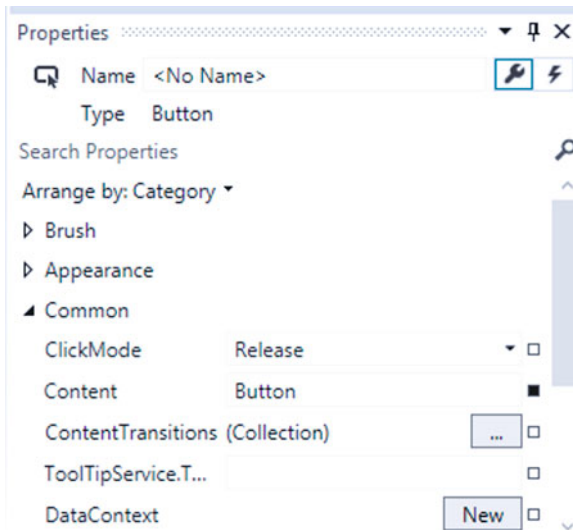 Properties
Name <No Name>
Type Button
Search Properties
Arrange by: Category
Brush
Appearance
Common
ClickMode Release
Content Button
ContentTransitions (Collection) ...
ToolTipService.T...
DataContext New